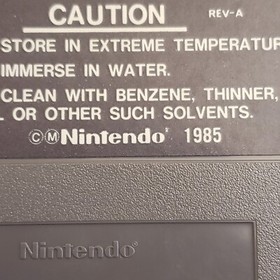 CAUTION REV-A
STORE IN EXTREME TEMPERATUR
IMMERSE IN WATER.
CLEAN WITH BENZENE, THINNER,
L OR OTHER SUCH SOLVENTS.
©Ⓜ Nintendo® 1985
Nintendo®